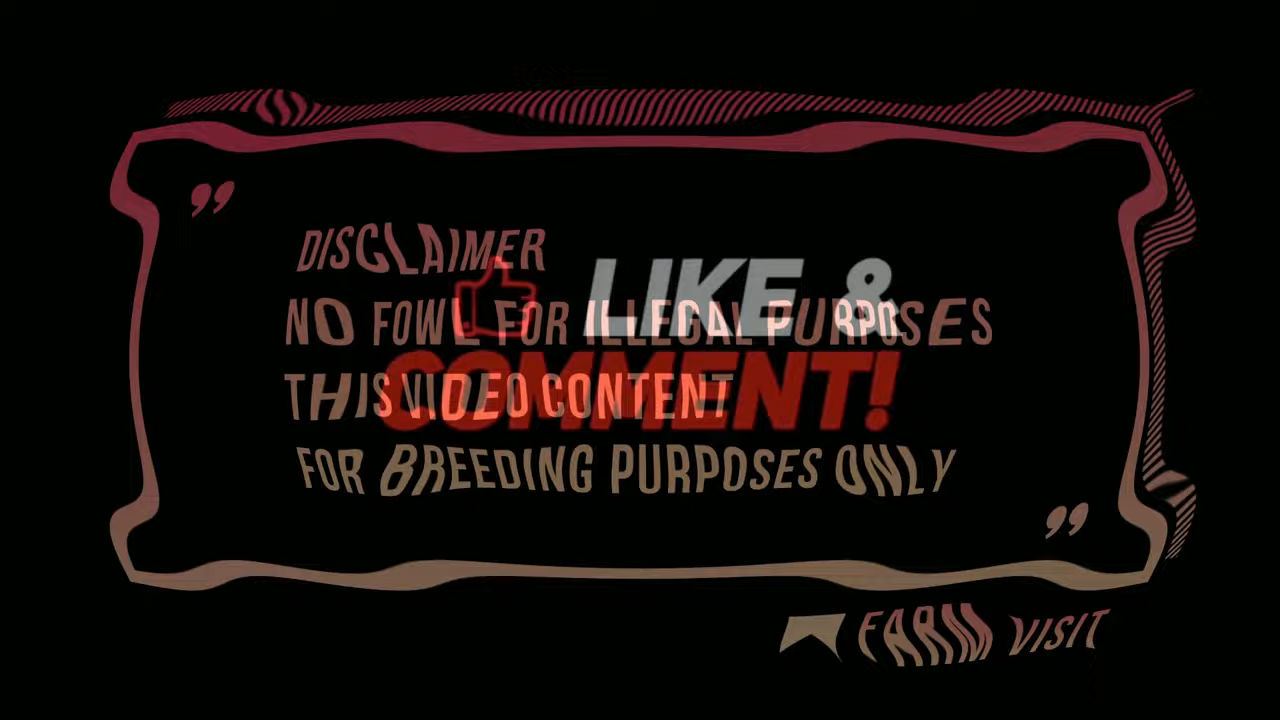 ”
DISCLAIMER
NO FOWL FOR ILLEGAL PURPOSES
THIS VIDEO CONTENT
FOR BREEDING PURPOSES ONLY
”
LIKE &
COMMENT!
FARM VISIT